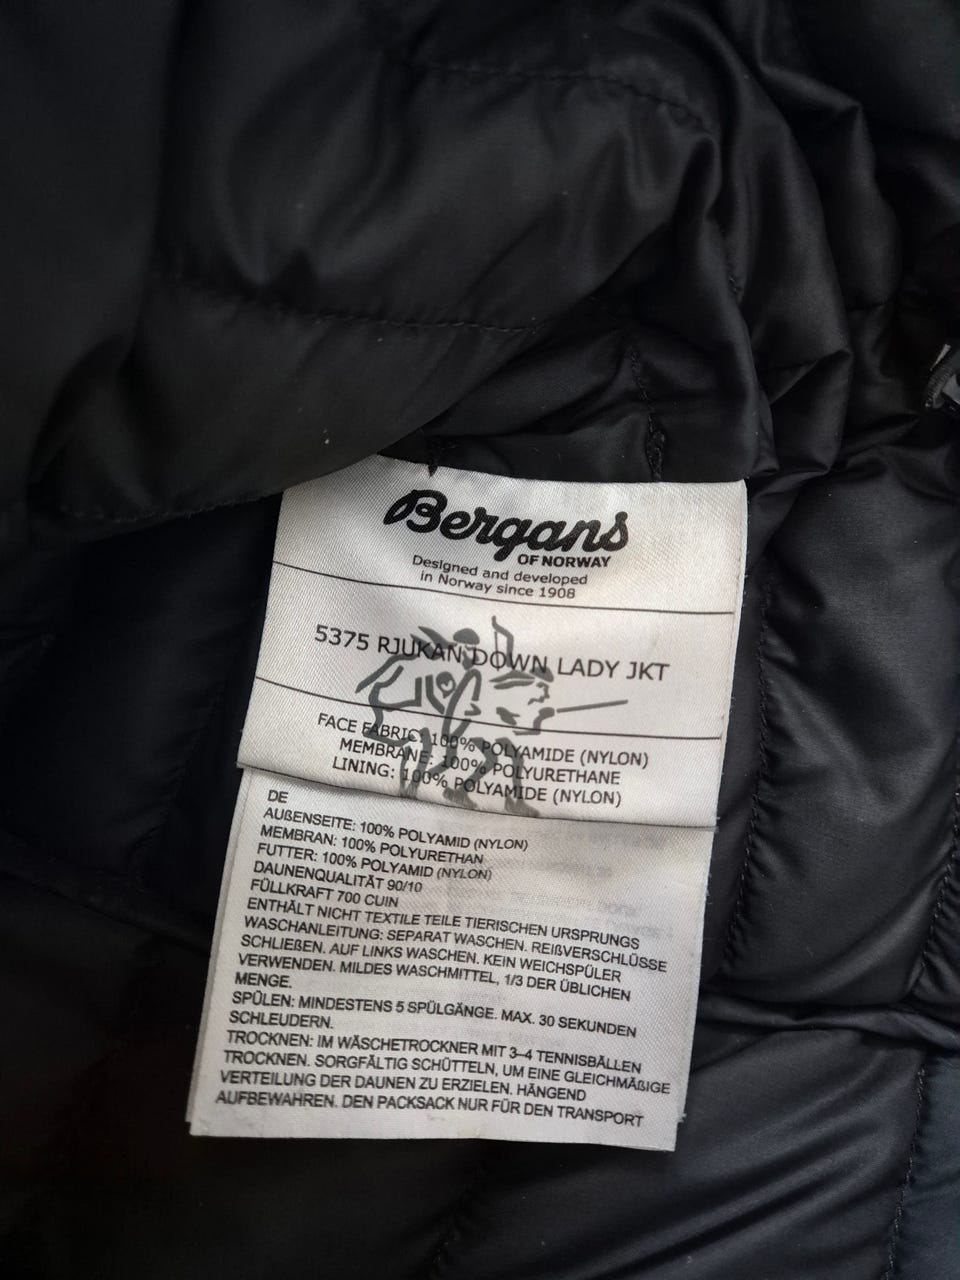 Bergans
OF NORWAY
Designed and developed
in Norway since 1908
5375 RJUKAN DOWN LADY JKT
FACE FABRIC: 100% POLYAMIDE (NYLON)
MEMBRANE: 100% POLYURETHANE
LINING: 100% POLYAMIDE (NYLON)
DE
AUßENSEITE: 100% POLYAMID (NYLON)
MEMBRAN: 100% POLYURETHAN
FUTTER: 100% POLYAMID (NYLON)
DAUNENQUALITÄT 90/10
FÜLLKRAFT 700 CUIN
ENTHÄLT NICHT TEXTILE TEILE TIERISCHEN URSPRUNGS
WASCHANLEITUNG: SEPARAT WASCHEN. REIßVERSCHLÜSSE
SCHLIEßEN. AUF LINKS WASCHEN. KEIN WEICHSPÜLER
VERWENDEN. MILDES WASCHMITTEL, 1/3 DER ÜBLICHEN
MENGE.
SPÜLEN: MINDESTENS 5 SPÜLGÄNGE. MAX. 30 SEKUNDEN
SCHLEUDERN.
TROCKNEN: IM WÄSCHETROCKNER MIT 3–4 TENNISBÄLLEN
TROCKNEN. SORGFÄLTIG SCHÜTTELN, UM EINE GLEICHMÄßIGE
VERTEILUNG DER DAUNEN ZU ERZIELEN. HÄNGEND
AUFBEWAHREN. DEN PACKSACK NUR FÜR DEN TRANSPORT